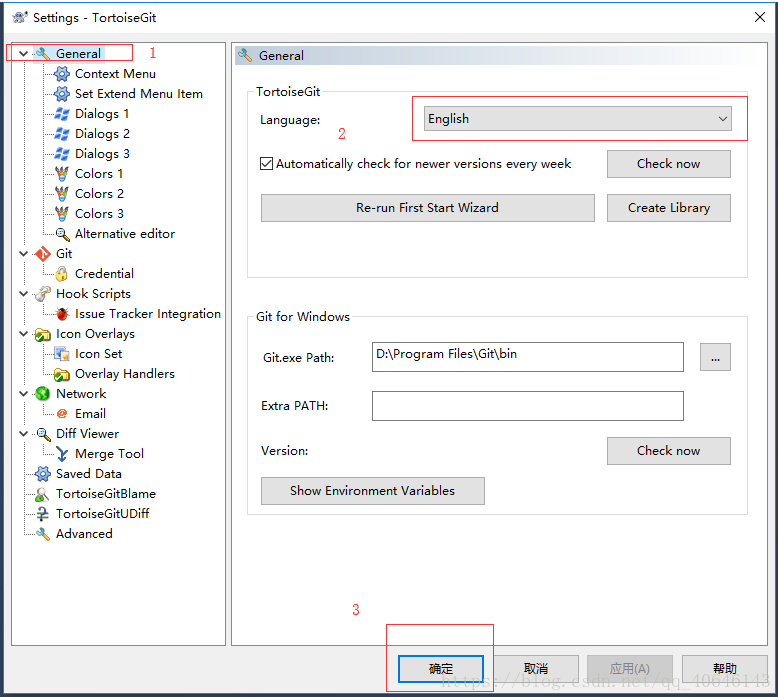 Settings - TortoiseGit
General
1
Context Menu
Set Extend Menu Item
Dialogs 1
Dialogs 2
Dialogs 3
Colors 1
Colors 2
Colors 3
Alternative editor
Git
Credential
Hook Scripts
Issue Tracker Integration
Icon Overlays
Icon Set
Overlay Handlers
Network
Email
Diff Viewer
Merge Tool
Saved Data
TortoiseGitBlame
TortoiseGitUDiff
Advanced
General
TortoiseGit
Language:
English
2
Automatically check for newer versions every week
Check now
Re-run First Start Wizard
Create Library
Git for Windows
Git.exe Path:
D:\Program Files\Git\bin
...
Extra PATH:
Version:
Check now
Show Environment Variables
3
确定
取消
应用(A)
帮助
https://blog.csdn.net/qq_40646143